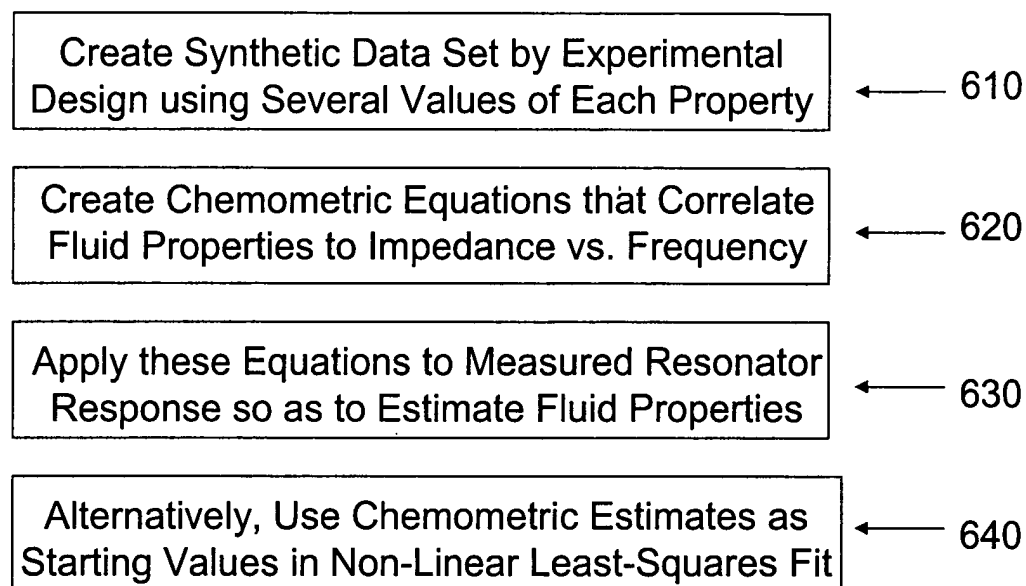 Create Synthetic Data Set by Experimental
Design using Several Values of Each Property
610
Create Chemometric Equations that Correlate
Fluid Properties to Impedance vs. Frequency
620
Apply these Equations to Measured Resonator
Response so as to Estimate Fluid Properties
630
Alternatively, Use Chemometric Estimates as
Starting Values in Non-Linear Least-Squares Fit
640